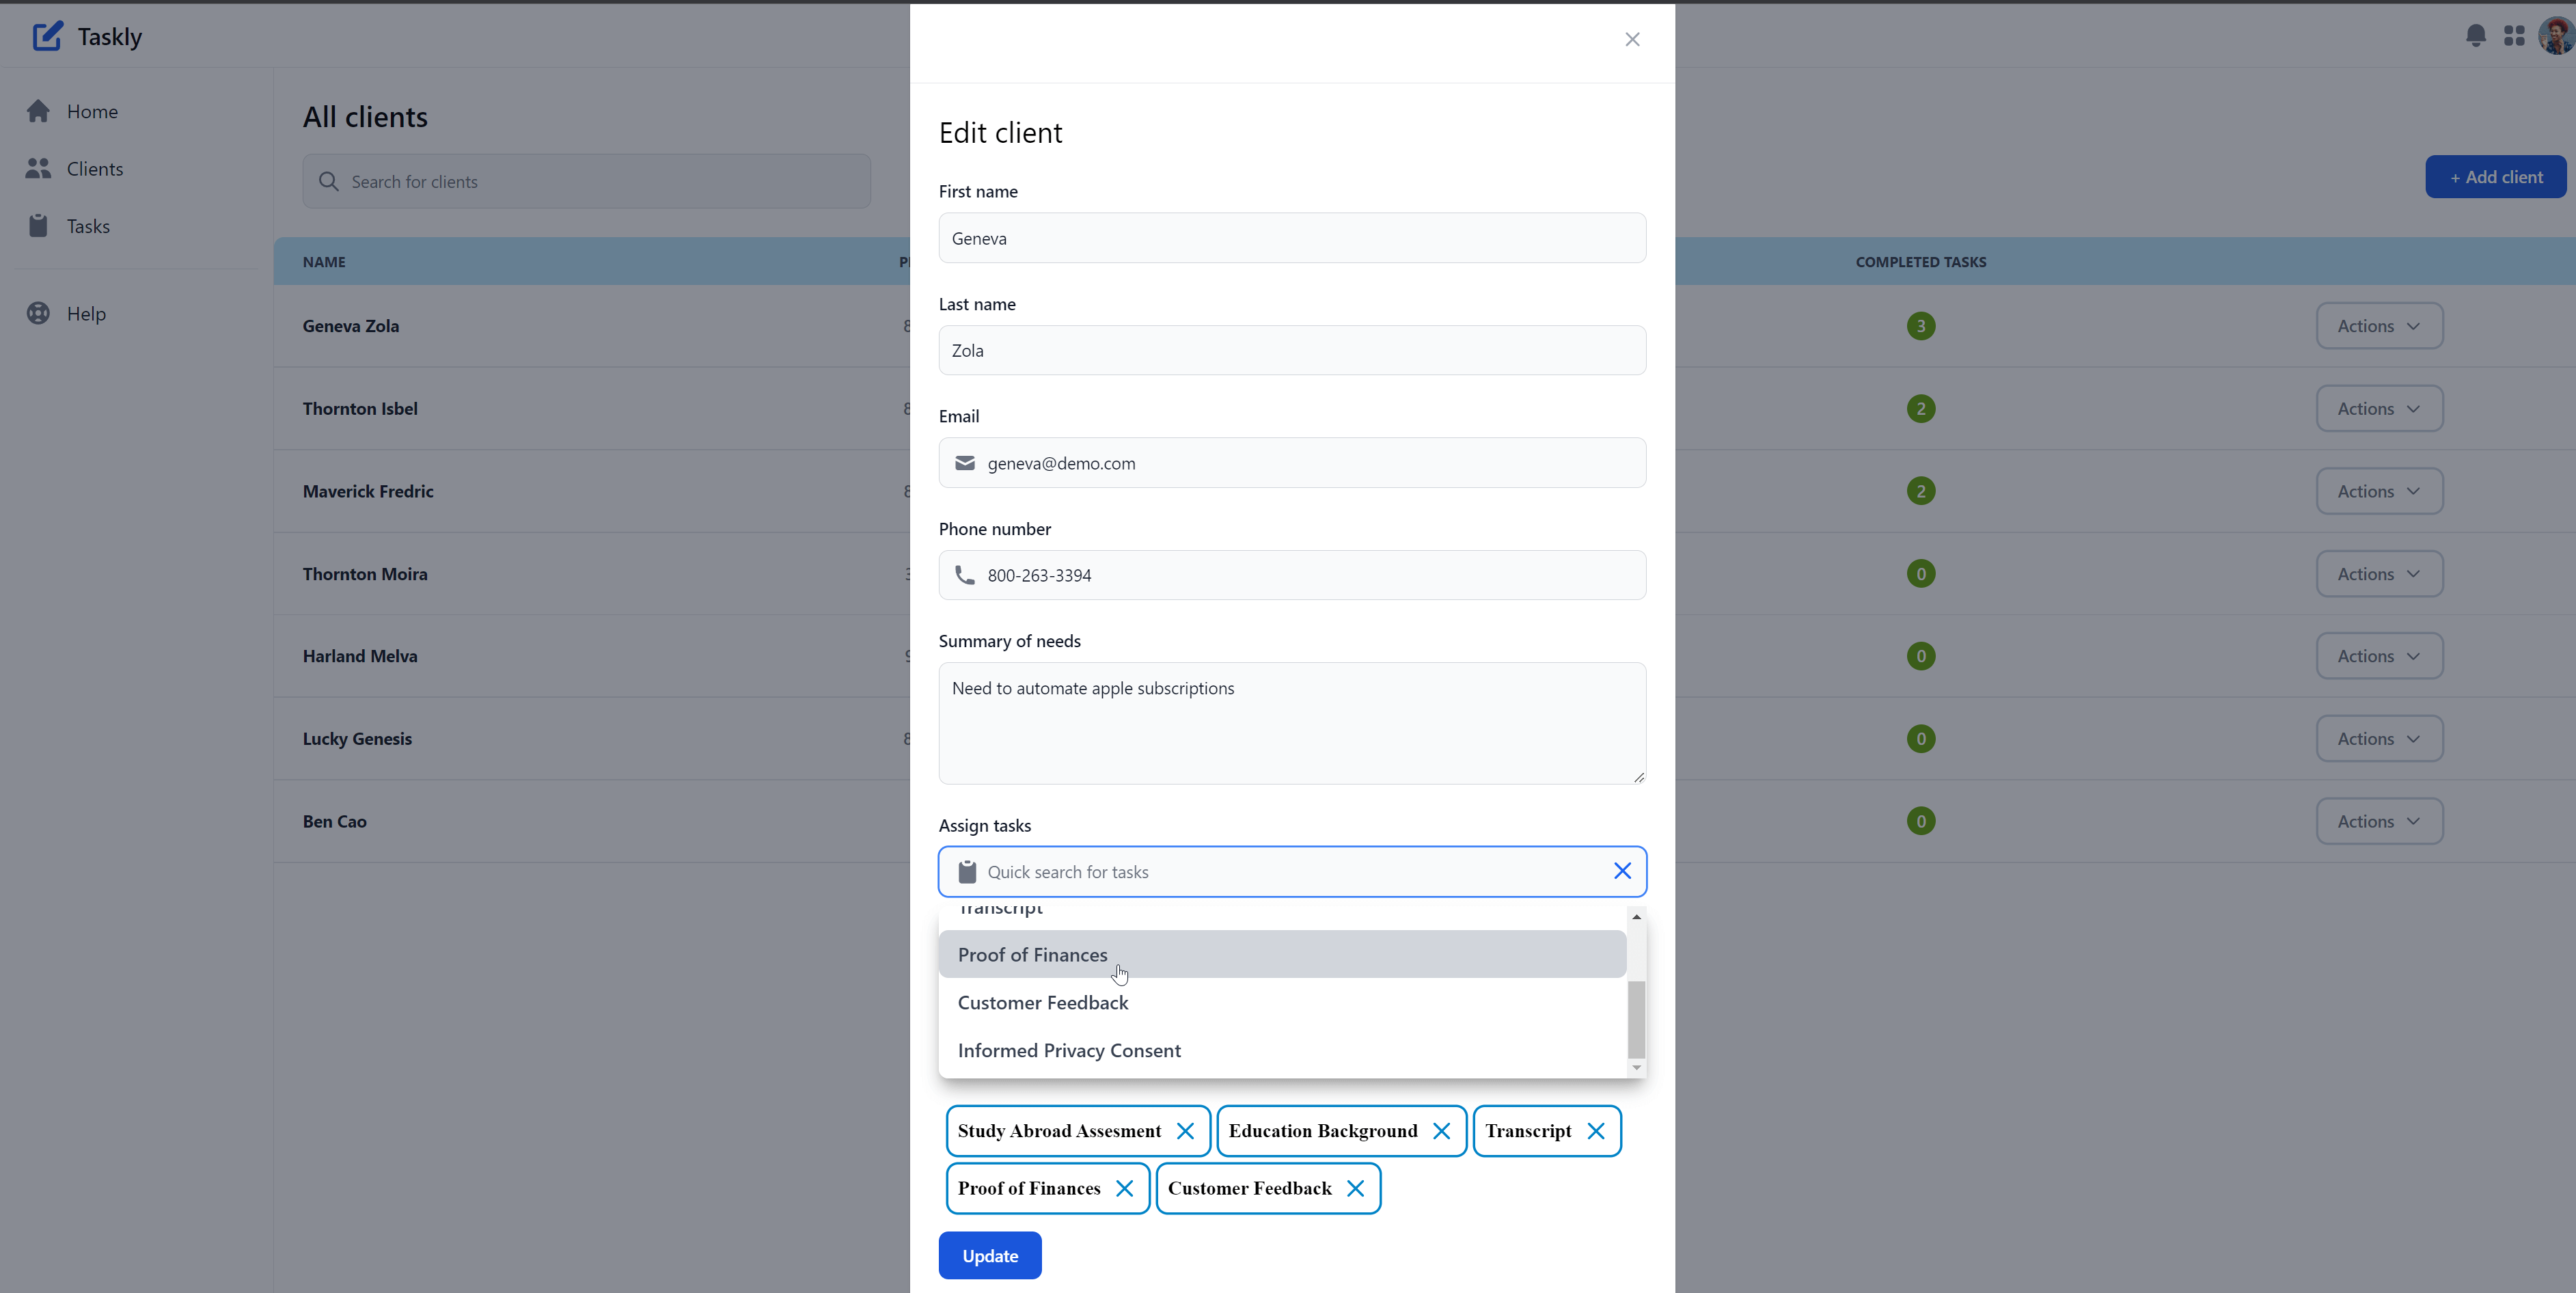 Taskly
Home
Clients
Tasks
Help
All clients
Search for clients
+ Add client
NAME
COMPLETED TASKS
Geneva Zola
8
3
Actions
Thornton Isbel
8
2
Actions
Maverick Fredric
8
2
Actions
Thornton Moira
3
0
Actions
Harland Melva
9
0
Actions
Lucky Genesis
8
0
Actions
Ben Cao
0
Actions
Edit client
First name
Geneva
Last name
Zola
Email
geneva@demo.com
Phone number
800-263-3394
Summary of needs
Need to automate apple subscriptions
Assign tasks
Quick search for tasks
Transcript
Proof of Finances
Customer Feedback
Informed Privacy Consent
Study Abroad Assesment
Education Background
Transcript
Proof of Finances
Customer Feedback
Update